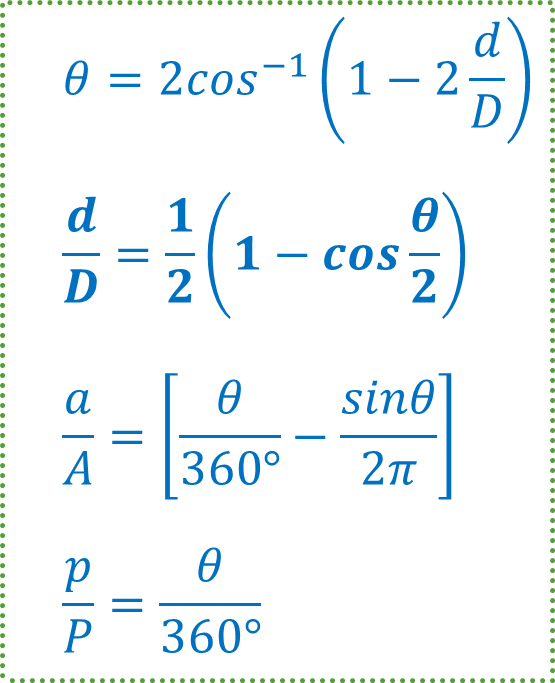 θ = 2cos⁻¹(1 − 2 d/D)
d/D = 1/2 (1 − cos θ/2)
a/A = [θ/360° − sinθ/2π]
p/P = θ/360°